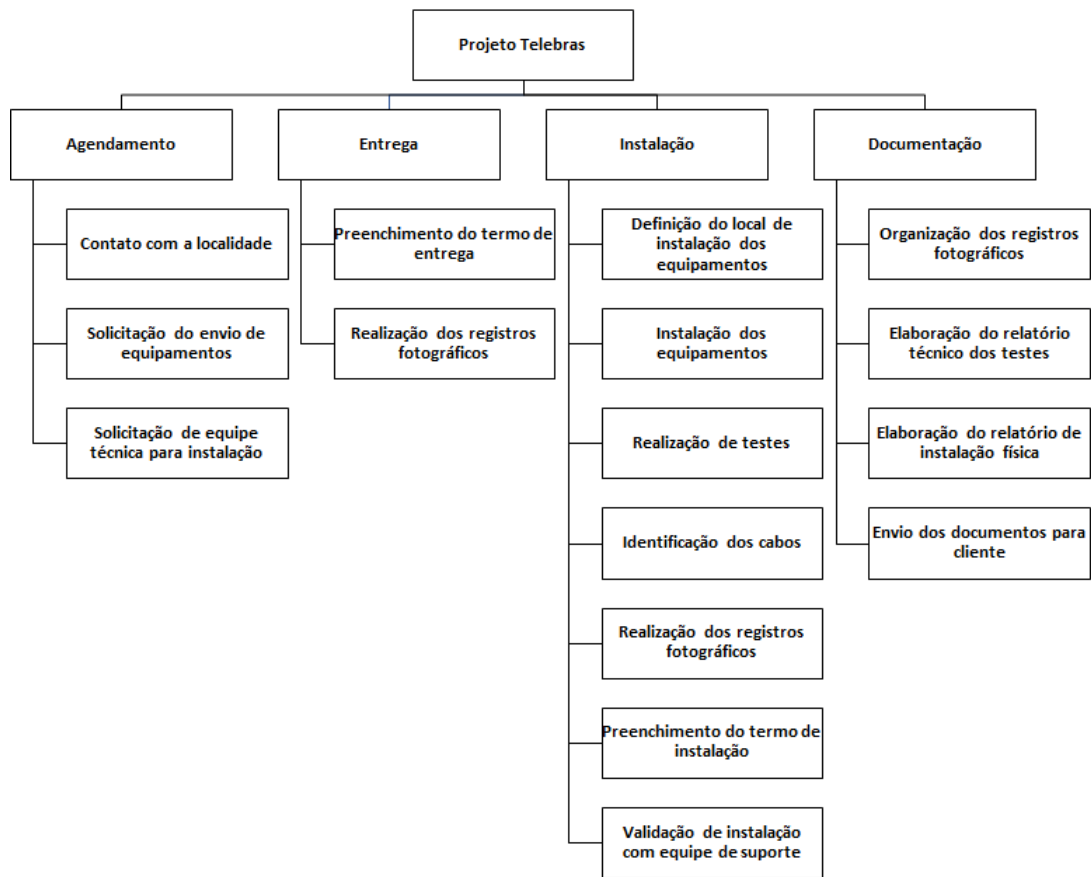 Projeto Telebras
Agendamento
Entrega
Instalação
Documentação
Contato com a localidade
Solicitação do envio de
equipamentos
Solicitação de equipe
técnica para instalação
Preenchimento do termo de
entrega
Realização dos registros
fotográficos
Definição do local de
instalação dos
equipamentos
Instalação dos
equipamentos
Realização de testes
Identificação dos cabos
Realização dos registros
fotográficos
Preenchimento do termo de
instalação
Validação de instalação
com equipe de suporte
Organização dos registros
fotográficos
Elaboração do relatório
técnico dos testes
Elaboração do relatório de
instalação física
Envio dos documentos para
cliente